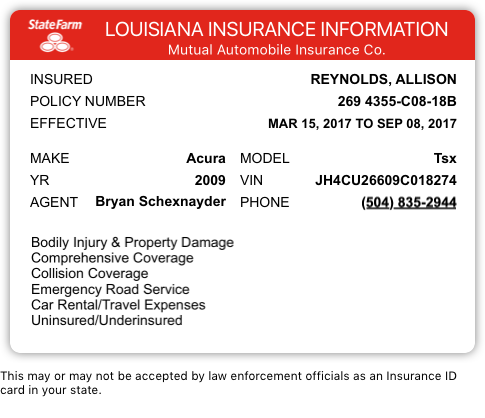 StateFarm
LOUISIANA INSURANCE INFORMATION
Mutual Automobile Insurance Co.
INSURED REYNOLDS, ALLISON
POLICY NUMBER 269 4355-C08-18B
EFFECTIVE MAR 15, 2017 TO SEP 08, 2017
MAKE Acura MODEL Tsx
YR 2009 VIN JH4CU26609C018274
AGENT Bryan Schexnayder PHONE (504) 835-2944
Bodily Injury & Property Damage
Comprehensive Coverage
Collision Coverage
Emergency Road Service
Car Rental/Travel Expenses
Uninsured/Underinsured
This may or may not be accepted by law enforcement officials as an Insurance ID
card in your state.